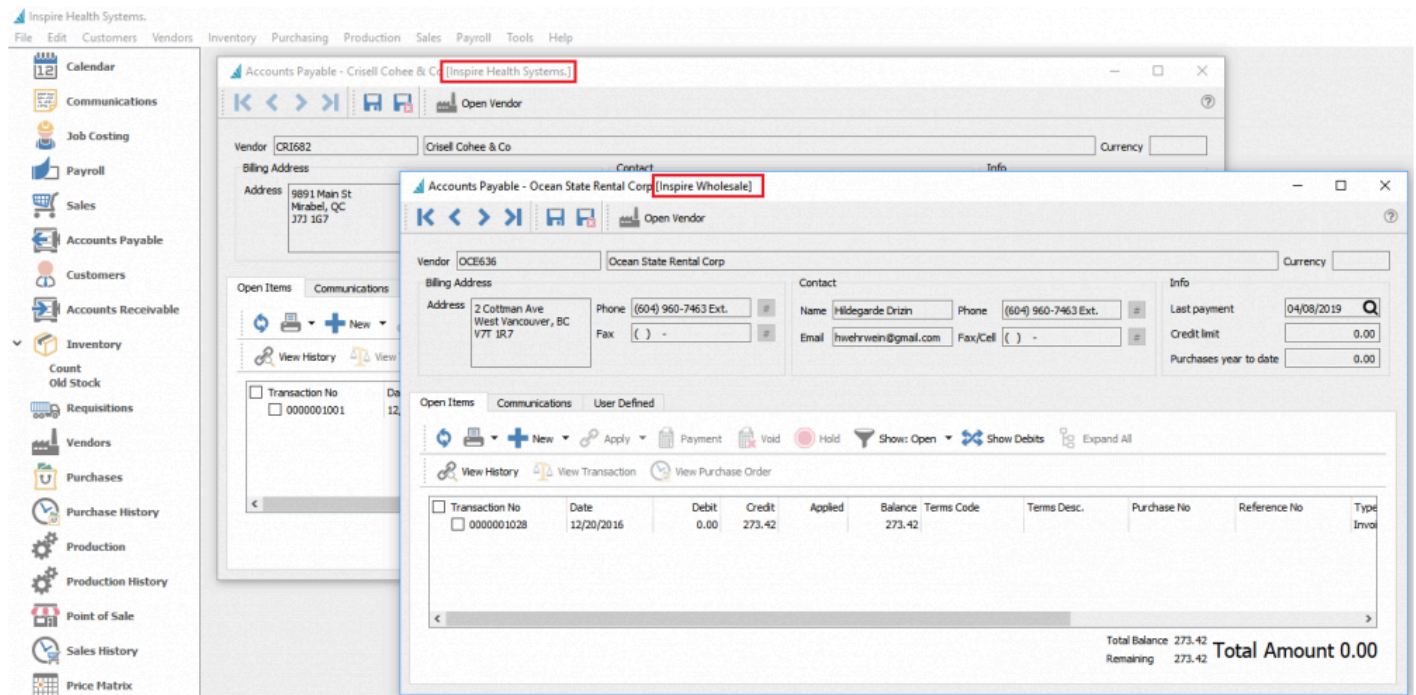 Inspire Health Systems.
File Edit Customers Vendors Inventory Purchasing Production Sales Payroll Tools Help
12 Calendar
Communications
Job Costing
Payroll
Sales
Accounts Payable
Customers
Accounts Receivable
Inventory
Count
Old Stock
Requisitions
Vendors
Purchases
Purchase History
Production
Production History
Point of Sale
Sales History
Price Matrix
Accounts Payable - Crisell Cohee & Co [Inspire Health Systems.]
Open Vendor
Vendor CRI682 Crisell Cohee & Co Currency
Billing Address Contact Info
Address 9891 Main St
Mirabel, QC
J7J 1G7
Open Items Communications
New
View History View
Transaction No Da
0000001001 12/
Accounts Payable - Ocean State Rental Corp [Inspire Wholesale]
Open Vendor
Vendor OCE636 Ocean State Rental Corp Currency
Billing Address Contact Info
Address 2 Cottman Ave Phone (604) 960-7463 Ext. # Name Hildegarde Drizin Phone (604) 960-7463 Ext. # Last payment 04/08/2019
West Vancouver, BC
V7T 1R7 Fax ( ) - # Email hwehrwein@gmail.com Fax/Cell ( ) - # Credit limit 0.00
Purchases year to date 0.00
Open Items Communications User Defined
New Apply Payment Void Hold Show: Open Show Debits Expand All
View History View Transaction View Purchase Order
Transaction No Date Debit Credit Applied Balance Terms Code Terms Desc. Purchase No Reference No Type
0000001028 12/20/2016 0.00 273.42 273.42 Invoi
Total Balance 273.42 Total Amount 0.00
Remaining 273.42